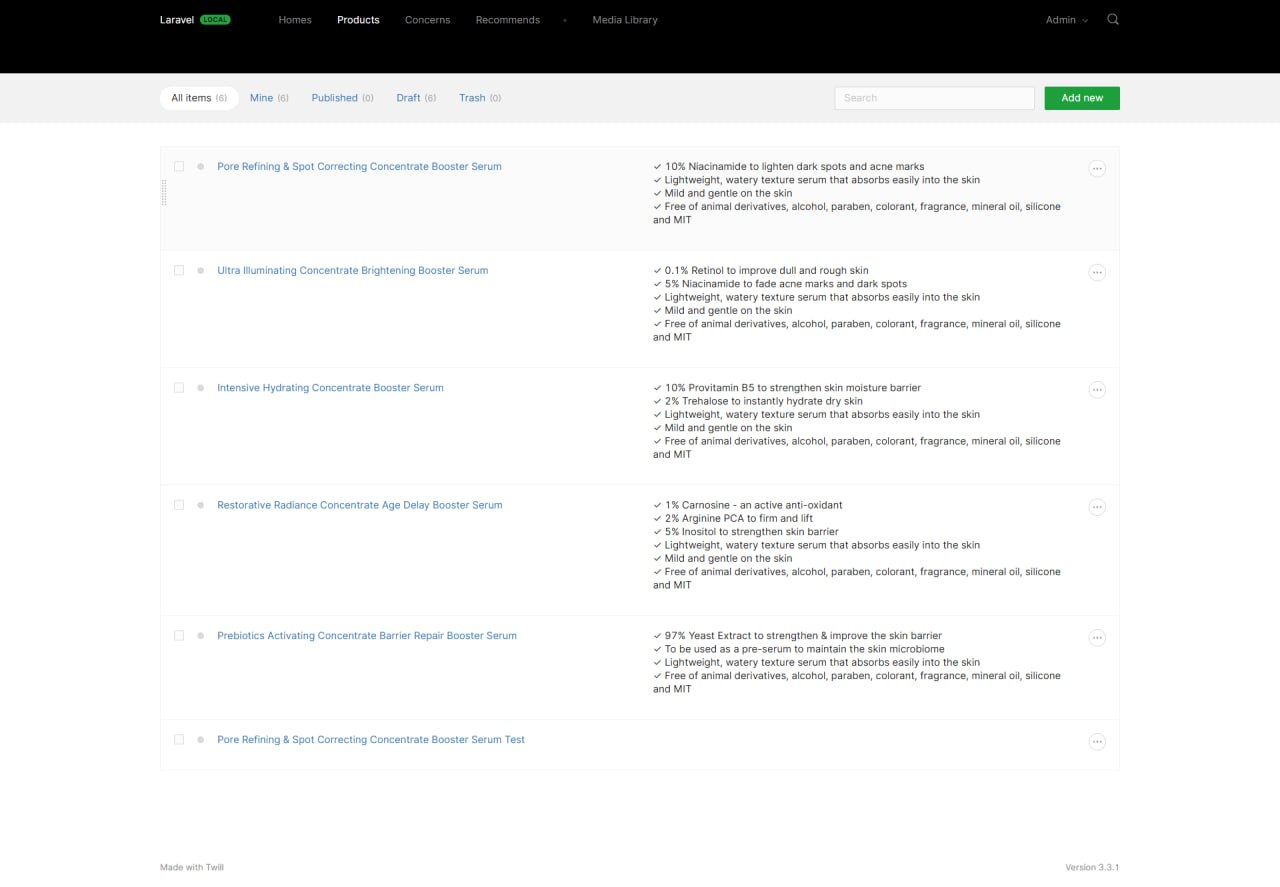 Laravel LOCAL Homes Products Concerns Recommends Media Library Admin
All items (6) Mine (6) Published (0) Draft (6) Trash (0) Search Add new
Pore Refining & Spot Correcting Concentrate Booster Serum
✓ 10% Niacinamide to lighten dark spots and acne marks
✓ Lightweight, watery texture serum that absorbs easily into the skin
✓ Mild and gentle on the skin
✓ Free of animal derivatives, alcohol, paraben, colorant, fragrance, mineral oil, silicone
and MIT
Ultra Illuminating Concentrate Brightening Booster Serum
✓ 0.1% Retinol to improve dull and rough skin
✓ 5% Niacinamide to fade acne marks and dark spots
✓ Lightweight, watery texture serum that absorbs easily into the skin
✓ Mild and gentle on the skin
✓ Free of animal derivatives, alcohol, paraben, colorant, fragrance, mineral oil, silicone
and MIT
Intensive Hydrating Concentrate Booster Serum
✓ 10% Provitamin B5 to strengthen skin moisture barrier
✓ 2% Trehalose to instantly hydrate dry skin
✓ Lightweight, watery texture serum that absorbs easily into the skin
✓ Mild and gentle on the skin
✓ Free of animal derivatives, alcohol, paraben, colorant, fragrance, mineral oil, silicone
and MIT
Restorative Radiance Concentrate Age Delay Booster Serum
✓ 1% Carnosine - an active anti-oxidant
✓ 2% Arginine PCA to firm and lift
✓ 5% Inositol to strengthen skin barrier
✓ Lightweight, watery texture serum that absorbs easily into the skin
✓ Mild and gentle on the skin
✓ Free of animal derivatives, alcohol, paraben, colorant, fragrance, mineral oil, silicone
and MIT
Prebiotics Activating Concentrate Barrier Repair Booster Serum
✓ 97% Yeast Extract to strengthen & improve the skin barrier
✓ To be used as a pre-serum to maintain the skin microbiome
✓ Lightweight, watery texture serum that absorbs easily into the skin
✓ Free of animal derivatives, alcohol, paraben, colorant, fragrance, mineral oil, silicone
and MIT
Pore Refining & Spot Correcting Concentrate Booster Serum Test
Made with Twill Version 3.3.1